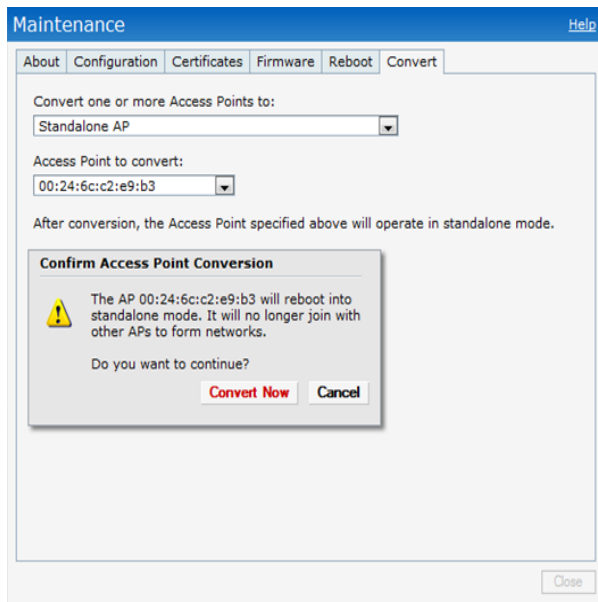 Maintenance
Help
About
Configuration
Certificates
Firmware
Reboot
Convert
Convert one or more Access Points to:
Standalone AP
Access Point to convert:
00:24:6c:c2:e9:b3
After conversion, the Access Point specified above will operate in standalone mode.
Confirm Access Point Conversion
The AP 00:24:6c:c2:e9:b3 will reboot into
standalone mode. It will no longer join with
other APs to form networks.
Do you want to continue?
Convert Now
Cancel
Close